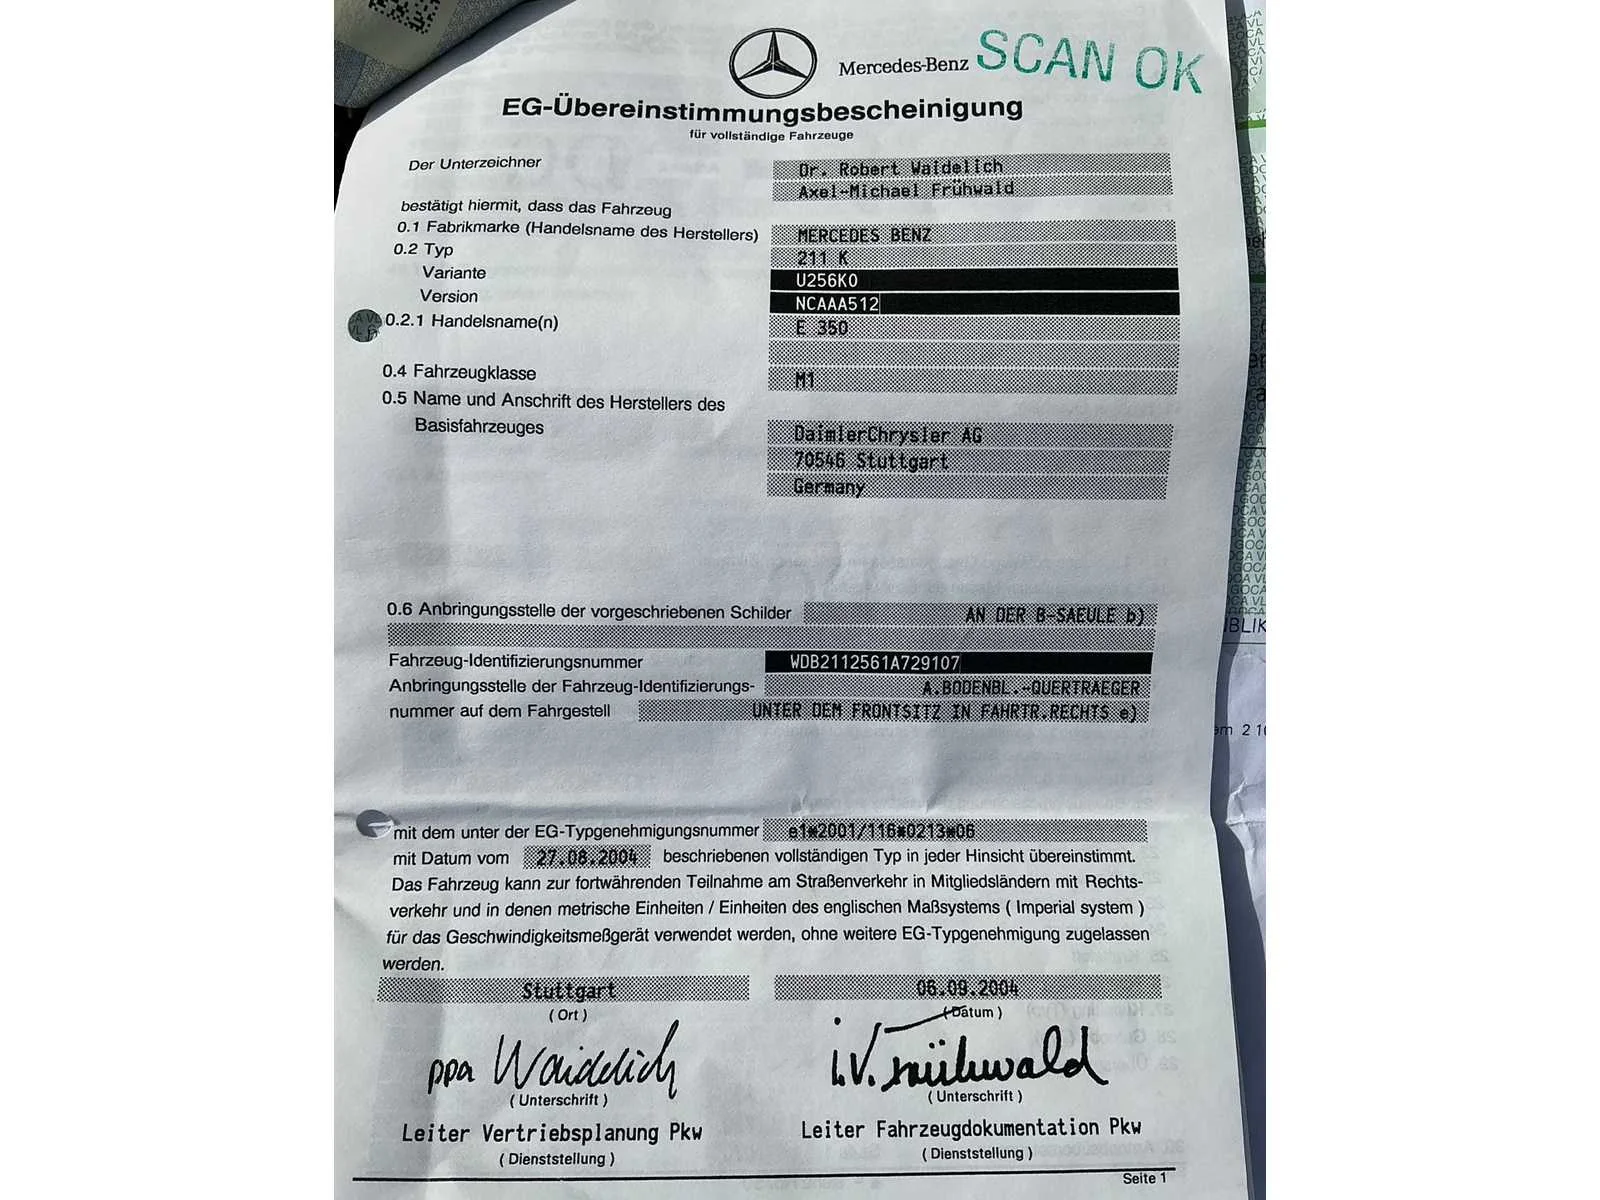 Mercedes-Benz
SCAN OK
EG-Übereinstimmungsbescheinigung
für vollständige Fahrzeuge
Der Unterzeichner
Dr. Robert Waidelich
Axel-Michael Frühwald
bestätigt hiermit, dass das Fahrzeug
0.1 Fabrikmarke (Handelsname des Herstellers) MERCEDES BENZ
0.2 Typ 211 K
Variante U256K0
Version NCAAA512
0.2.1 Handelsname(n) E 350
0.4 Fahrzeugklasse M1
0.5 Name und Anschrift des Herstellers des
Basisfahrzeuges
DaimlerChrysler AG
70546 Stuttgart
Germany
0.6 Anbringungsstelle der vorgeschriebenen Schilder AN DER B-SAEULE b)
Fahrzeug-Identifizierungsnummer WDB2112561A729107
Anbringungsstelle der Fahrzeug-Identifizierungs- A.BODENBL.-QUERTRAEGER
nummer auf dem Fahrgestell UNTER DEM FRONTSITZ IN FAHRTR.RECHTS e)
mit dem unter der EG-Typgenehmigungsnummer e1*2001/116*0213*06
mit Datum vom 27.08.2004 beschriebenen vollständigen Typ in jeder Hinsicht übereinstimmt.
Das Fahrzeug kann zur fortwährenden Teilnahme am Straßenverkehr in Mitgliedsländern mit Rechts-
verkehr und in denen metrische Einheiten / Einheiten des englischen Maßsystems ( Imperial system )
für das Geschwindigkeitsmeßgerät verwendet werden, ohne weitere EG-Typgenehmigung zugelassen
werden.
Stuttgart 06.09.2004
( Ort ) ( Datum )
ppa Waidelich i.V. Frühwald
( Unterschrift ) ( Unterschrift )
Leiter Vertriebsplanung Pkw Leiter Fahrzeugdokumentation Pkw
( Dienststellung ) ( Dienststellung )
Seite 1